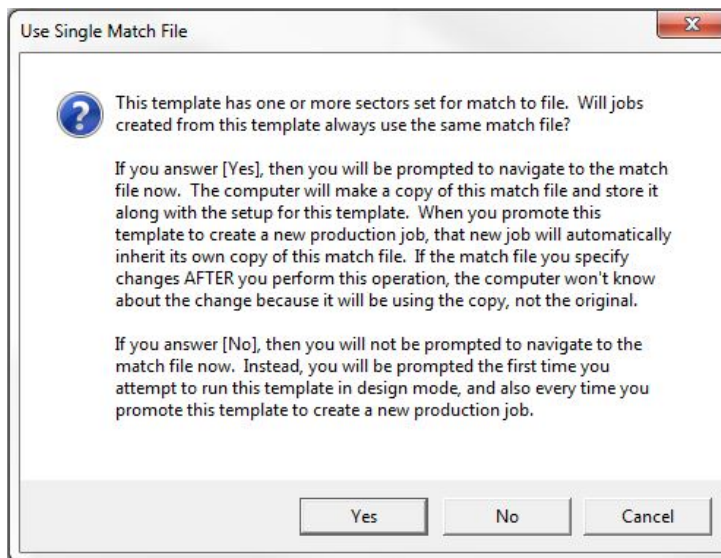 Use Single Match File
This template has one or more sectors set for match to file.  Will jobs
created from this template always use the same match file?
If you answer [Yes], then you will be prompted to navigate to the match
file now.  The computer will make a copy of this match file and store it
along with the setup for this template.  When you promote this
template to create a new production job, that new job will automatically
inherit its own copy of this match file.  If the match file you specify
changes AFTER you perform this operation, the computer won't know
about the change because it will be using the copy, not the original.
If you answer [No], then you will not be prompted to navigate to the
match file now.  Instead, you will be prompted the first time you
attempt to run this template in design mode, and also every time you
promote this template to create a new production job.
Yes No Cancel